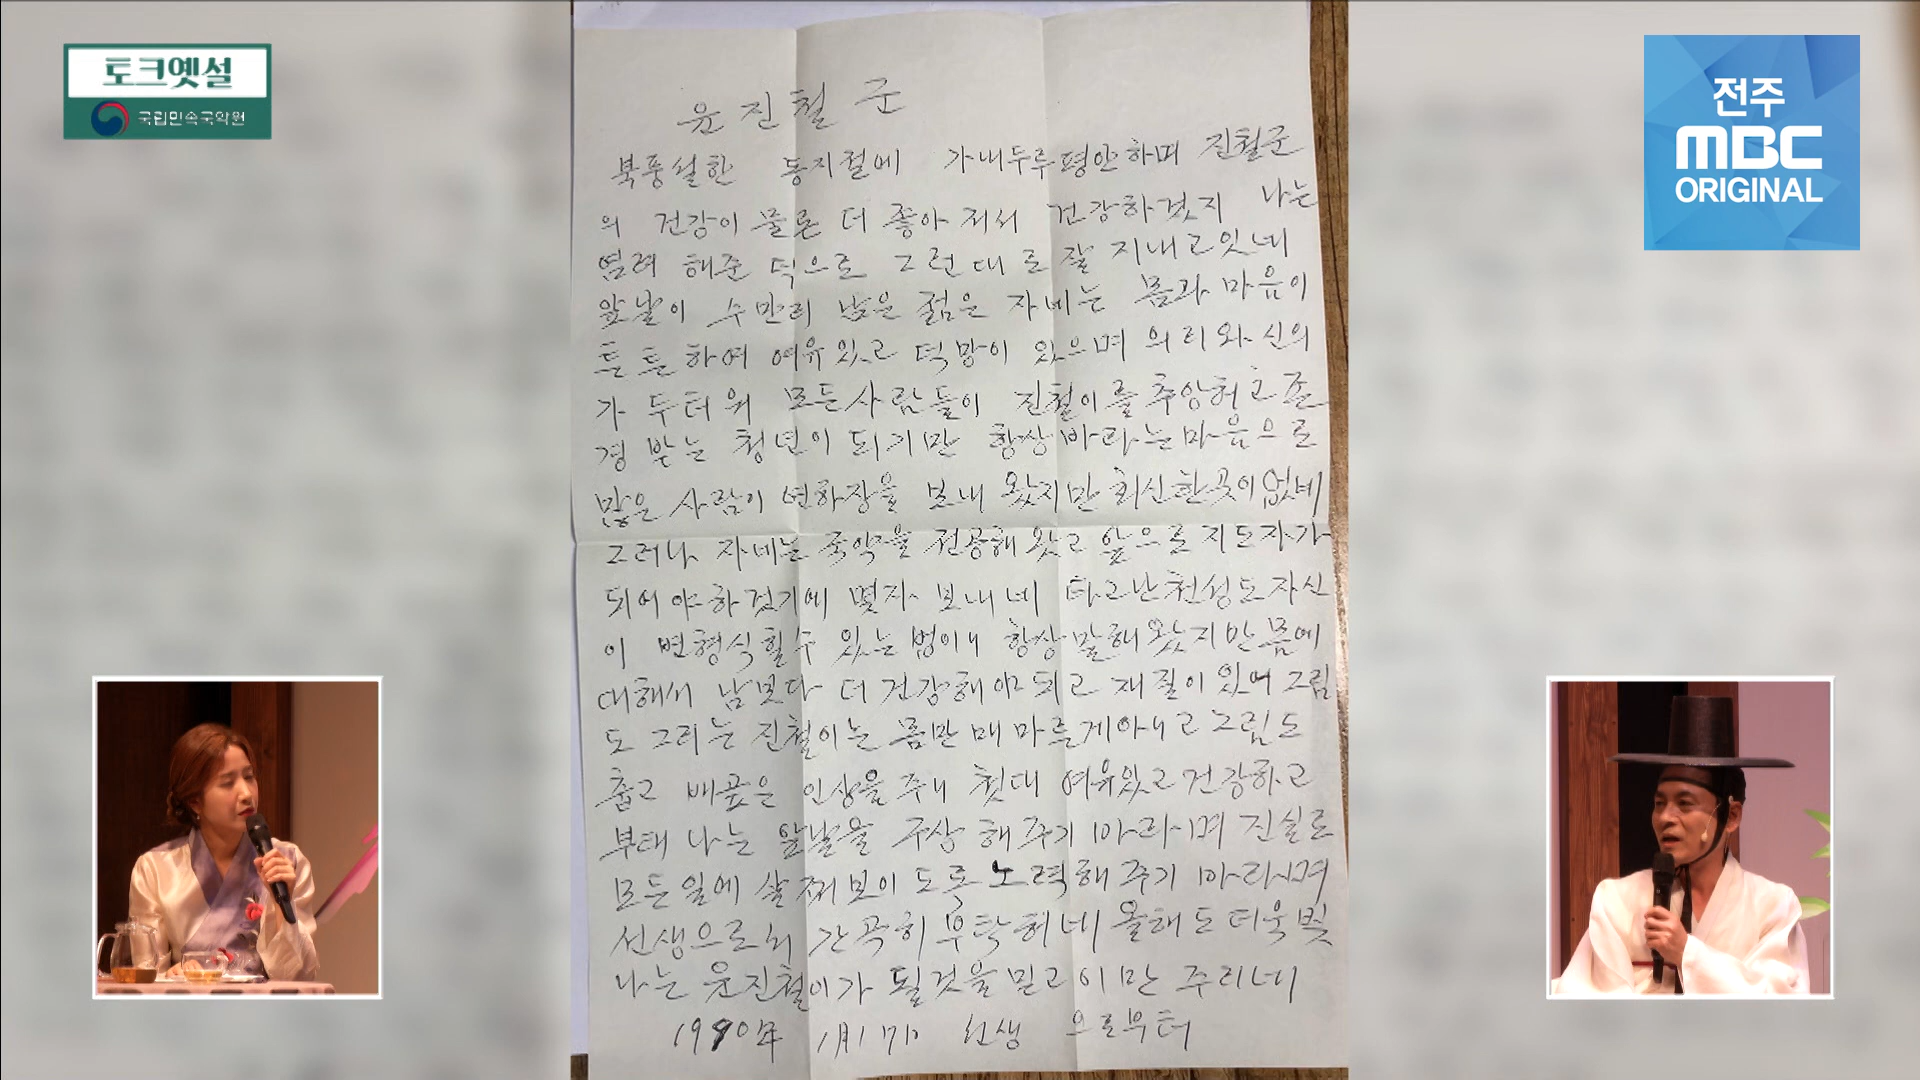 토크옛설
국립민속국악원
전주
MBC
ORIGINAL
윤진철 군
북풍설한 동지절에 가내두루평안하며 진철군
의 건강이 물론 더 좋아 저서 건강하겠지 나는
염려 해준 덕으로 그런대로 잘 지내고있네
앞날이 수만리 남은 젊은 자네는 몸과 마음이
튼튼하여 여유있고 덕망이 있으며 의리와 신의
가 두터워 모든사람들이 진철이를 추앙허고 존
경 받는 청년이 되기만 항상 바라는 마음으로
많은 사람이 연하장을 보내 왔지만 회신한곳이없네
그러나 자네는 국악을 전공해 왔고 앞으로 지도자가
되어야하겄기에 몇자 보내네 타고난천성도자신
이 변형식힐수 있는 법이니 항상말해왔지만 몸에
대해서 남보다 더 건강해야되고 재질이있어 그림
도 그리는 진철이는 몸만 매마르게아니고 그림도
춥고 배곺은 인상을주니 첫대 여유있고 건강하고
부태 나는 앞날을 구상 해주기 바라며 진실로
모든일에 살쪄보이도록 노력해주기 바라며
선생으로써 간곡히 부탁허네 올해도 더욱 빛
나는 윤진철이가 될것을 믿고 이만 주리네
1990年 1月17日 선생 으로부터